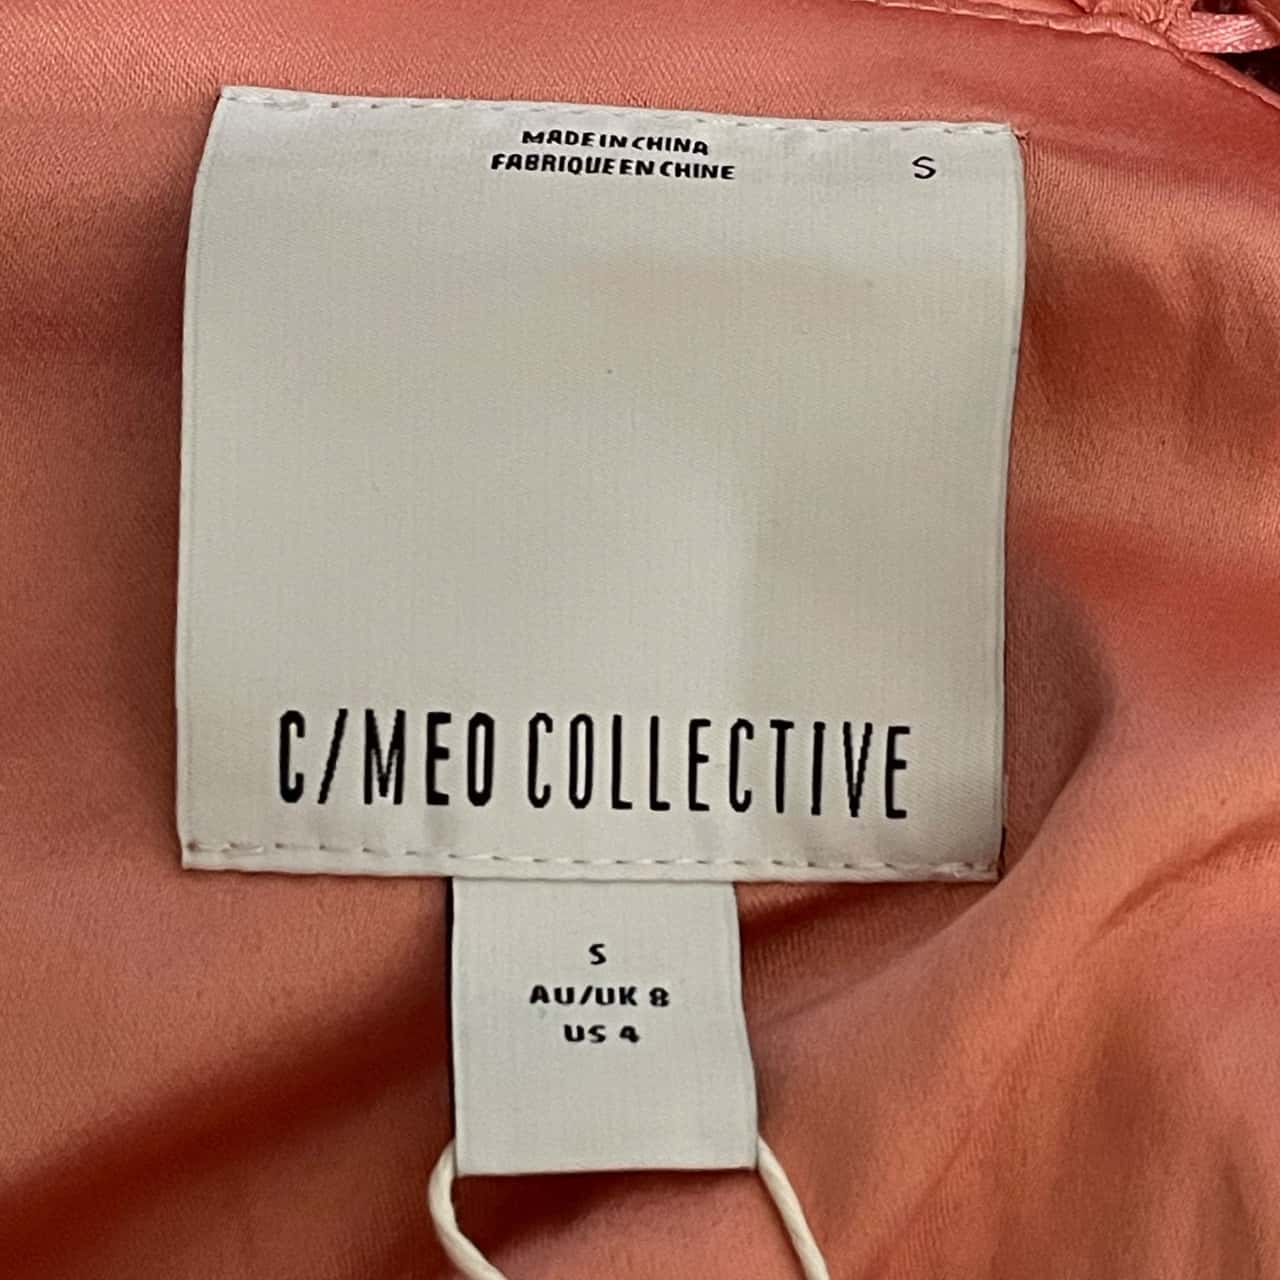 MADE IN CHINA
FABRIQUE EN CHINE
S
C/MEO COLLECTIVE
S
AU/UK 8
US 4